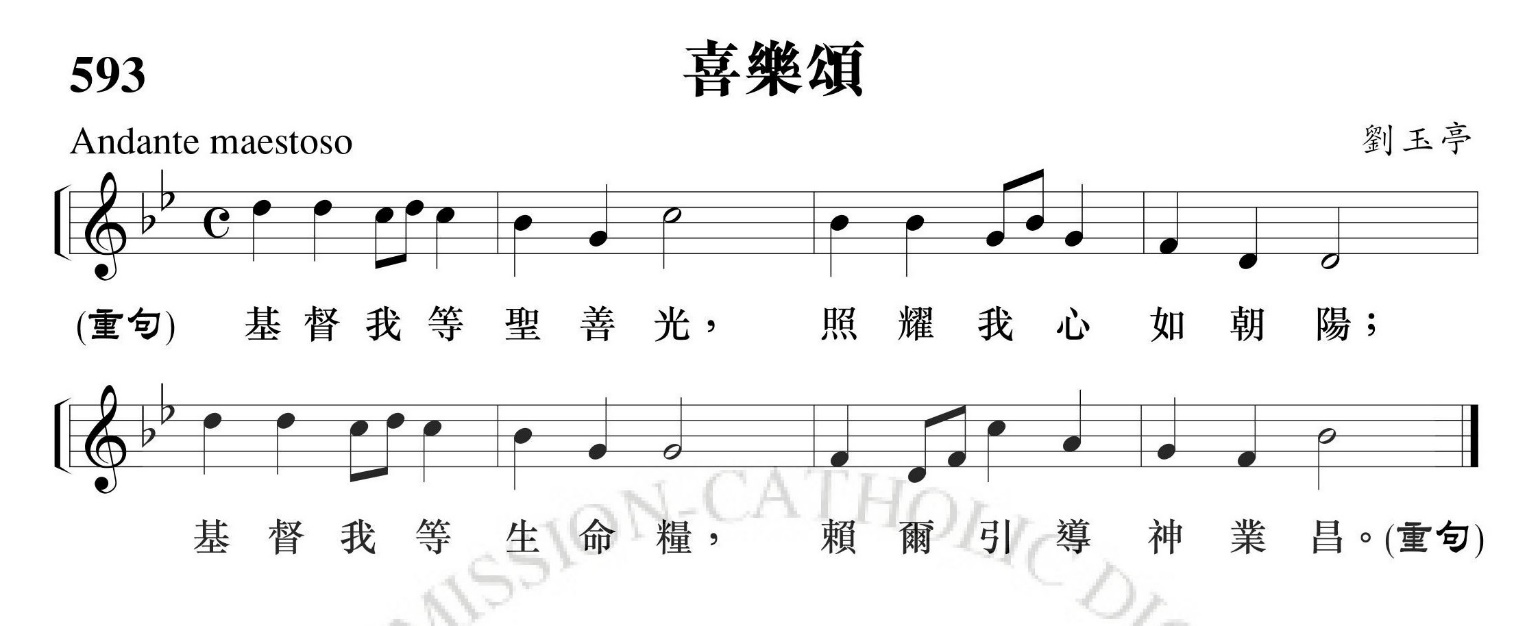 593
喜樂頌
Andante maestoso
劉玉亭
(重句) 基督我等聖善光，照耀我心如朝陽；
基督我等生命糧，賴爾引導神業昌。(重句)
MISSION-CATHOLIC